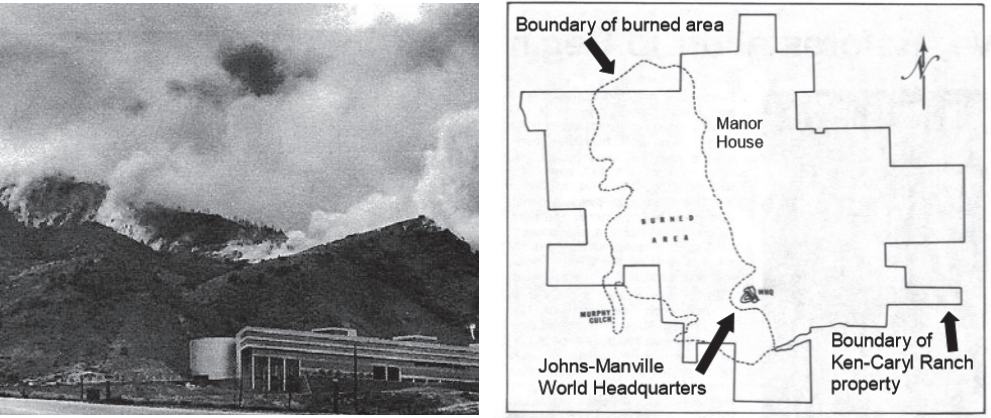 Boundary of burned area
Manor
House
BURNED
AREA
WHQ
MURPHY
GULCH
Johns-Manville
World Headquarters
Boundary of
Ken-Caryl Ranch
property
N